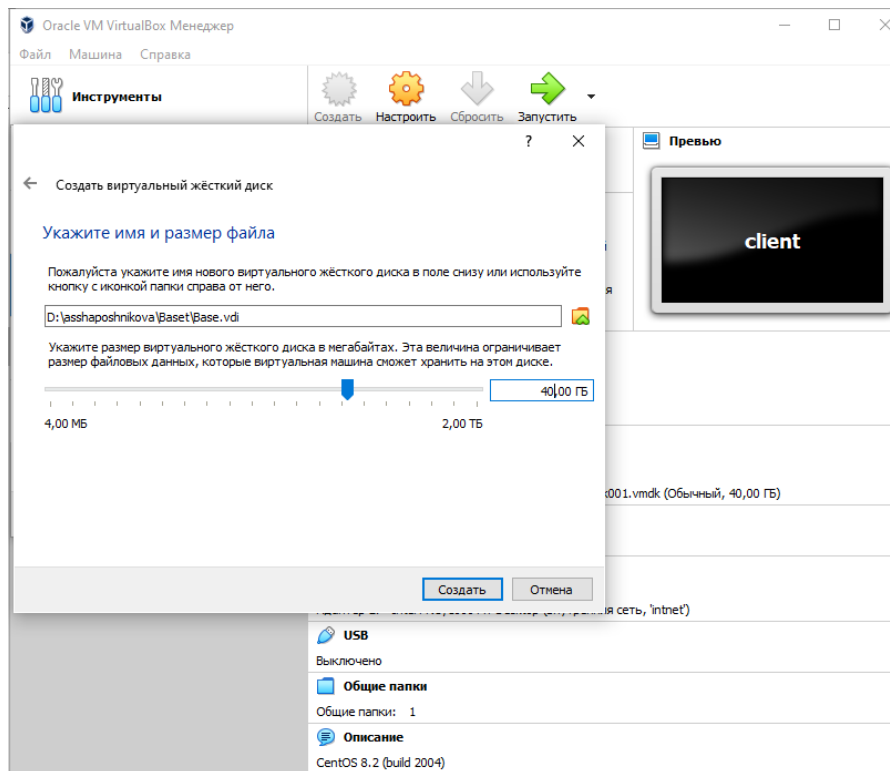 Oracle VM VirtualBox Менеджер
Файл Машина Справка
Инструменты
Создать Настроить Сбросить Запустить
? 
Создать виртуальный жёсткий диск
Превью
client
Укажите имя и размер файла
Пожалуйста укажите имя нового виртуального жёсткого диска в поле снизу или используйте
кнопку с иконкой папки справа от него.
D:\asshaposhnikova\Baset\Base.vdi
Укажите размер виртуального жёсткого диска в мегабайтах. Эта величина ограничивает
размер файловых данных, которые виртуальная машина сможет хранить на этом диске.
40,00 ГБ
4,00 МБ 2,00 ТБ
001.vmdk (Обычный, 40,00 ГБ)
Создать Отмена
сеть, 'intnet')
USB
Выключено
Общие папки
Общие папки: 1
Описание
CentOS 8.2 (build 2004)